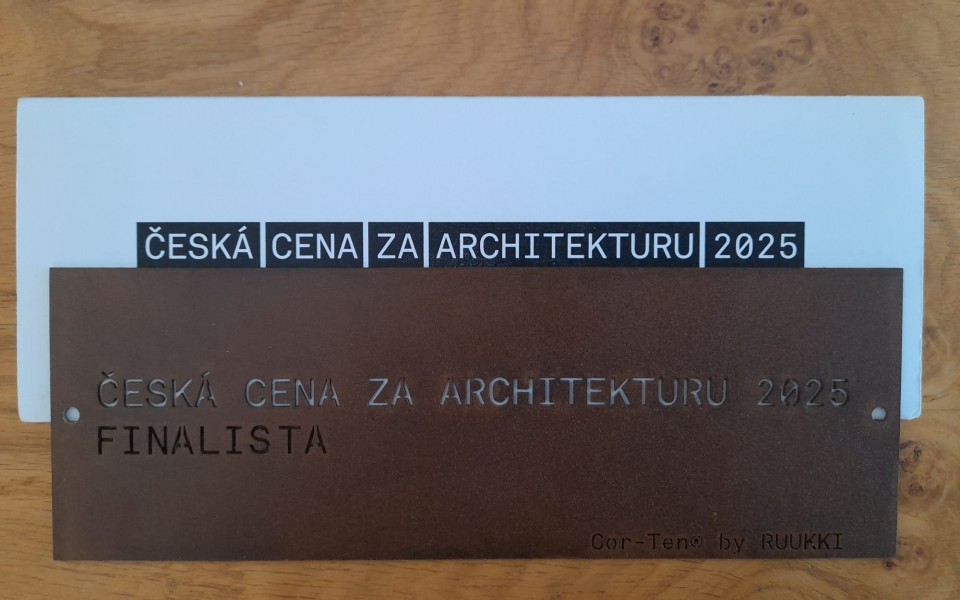 ČESKÁ CENA ZA ARCHITEKTURU 2025
ČESKÁ CENA ZA ARCHITEKTURU 2025
FINALISTA
Cor-Ten® by RUUKKI